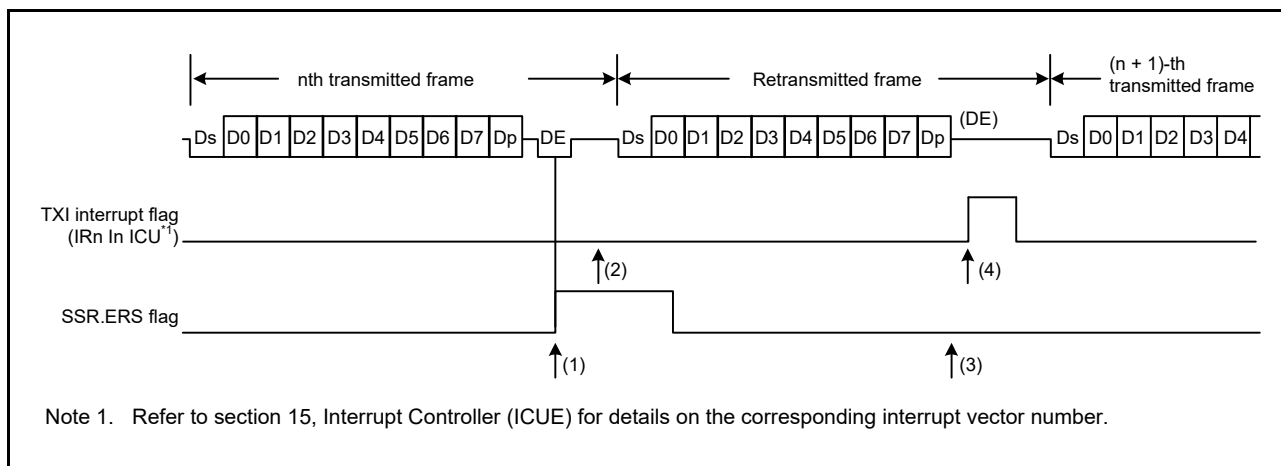 nth transmitted frame
Retransmitted frame
(n + 1)-th
transmitted frame
Ds D0 D1 D2 D3 D4 D5 D6 D7 Dp DE Ds D0 D1 D2 D3 D4 D5 D6 D7 Dp (DE) Ds D0 D1 D2 D3 D4
TXI interrupt flag
(IRn In ICU*1)
(2)
(4)
SSR.ERS flag
(1)
(3)
Note 1. Refer to section 15, Interrupt Controller (ICUE) for details on the corresponding interrupt vector number.